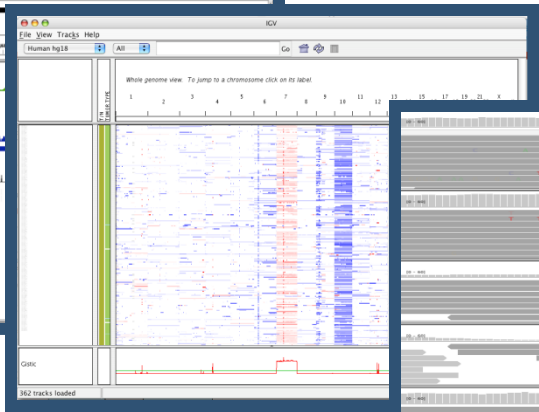 IGV
File View Tracks Help
Human hg18 All Go
Whole genome view. To jump to a chromosome click on its label.
1 2 3 4 5 6 7 8 9 10 11 12 13 15 17 19 21 X
TUMOR TYPE
Gistic
362 tracks loaded